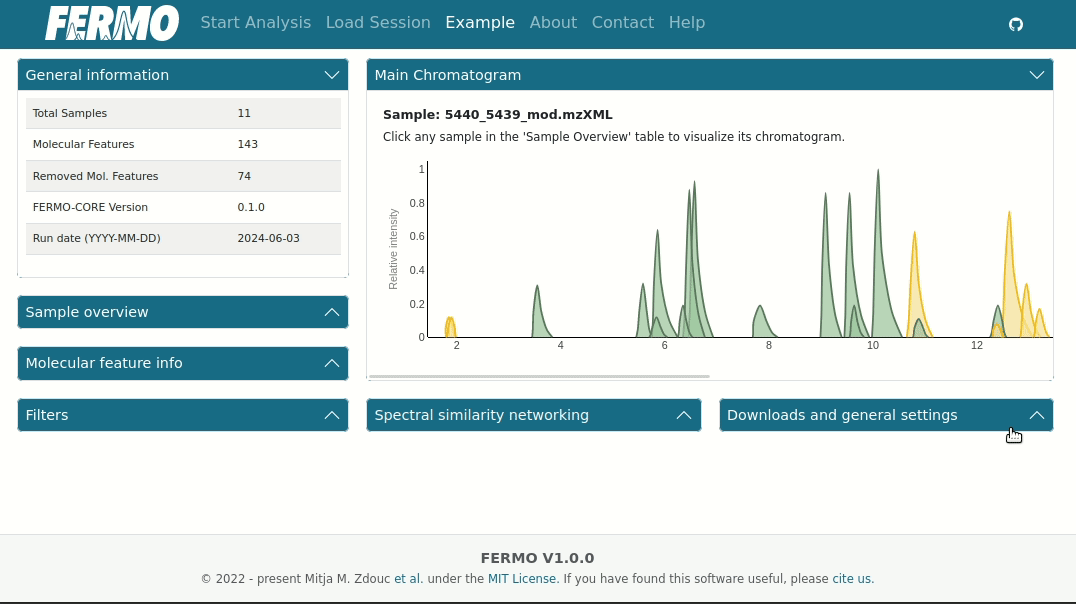 FERMO Start Analysis Load Session Example About Contact Help
General information
Total Samples 11
Molecular Features 143
Removed Mol. Features 74
FERMO-CORE Version 0.1.0
Run date (YYYY-MM-DD) 2024-06-03
Sample overview
Molecular feature info
Filters
Main Chromatogram
Sample: 5440_5439_mod.mzXML
Click any sample in the 'Sample Overview' table to visualize its chromatogram.
Relative intensity
1
0.8
0.6
0.4
0.2
0
2 4 6 8 10 12
Spectral similarity networking
Downloads and general settings
FERMO V1.0.0
© 2022 - present Mitja M. Zdouc et al. under the MIT License. If you have found this software useful, please cite us.